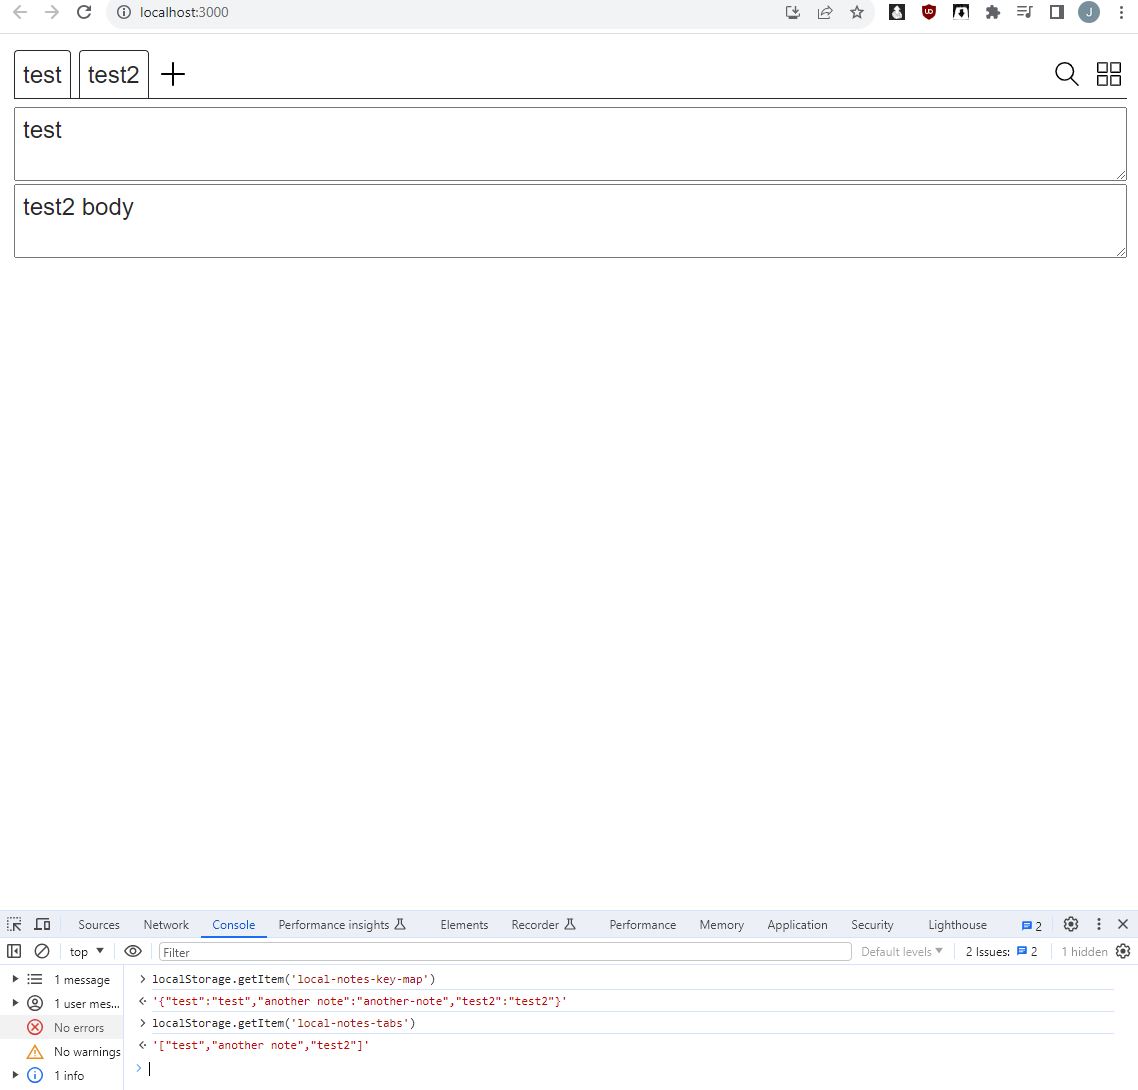 localhost:3000
J
test test2
test
test2 body
Sources Network Console Performance insights Elements Recorder Performance Memory Application Security Lighthouse 2
top Filter Default levels 2 Issues: 2 1 hidden
1 message
1 user mes...
No errors
No warnings
1 info
localStorage.getItem('local-notes-key-map')
'{"test":"test","another note":"another-note","test2":"test2"}'
localStorage.getItem('local-notes-tabs')
'["test","another note","test2"]'